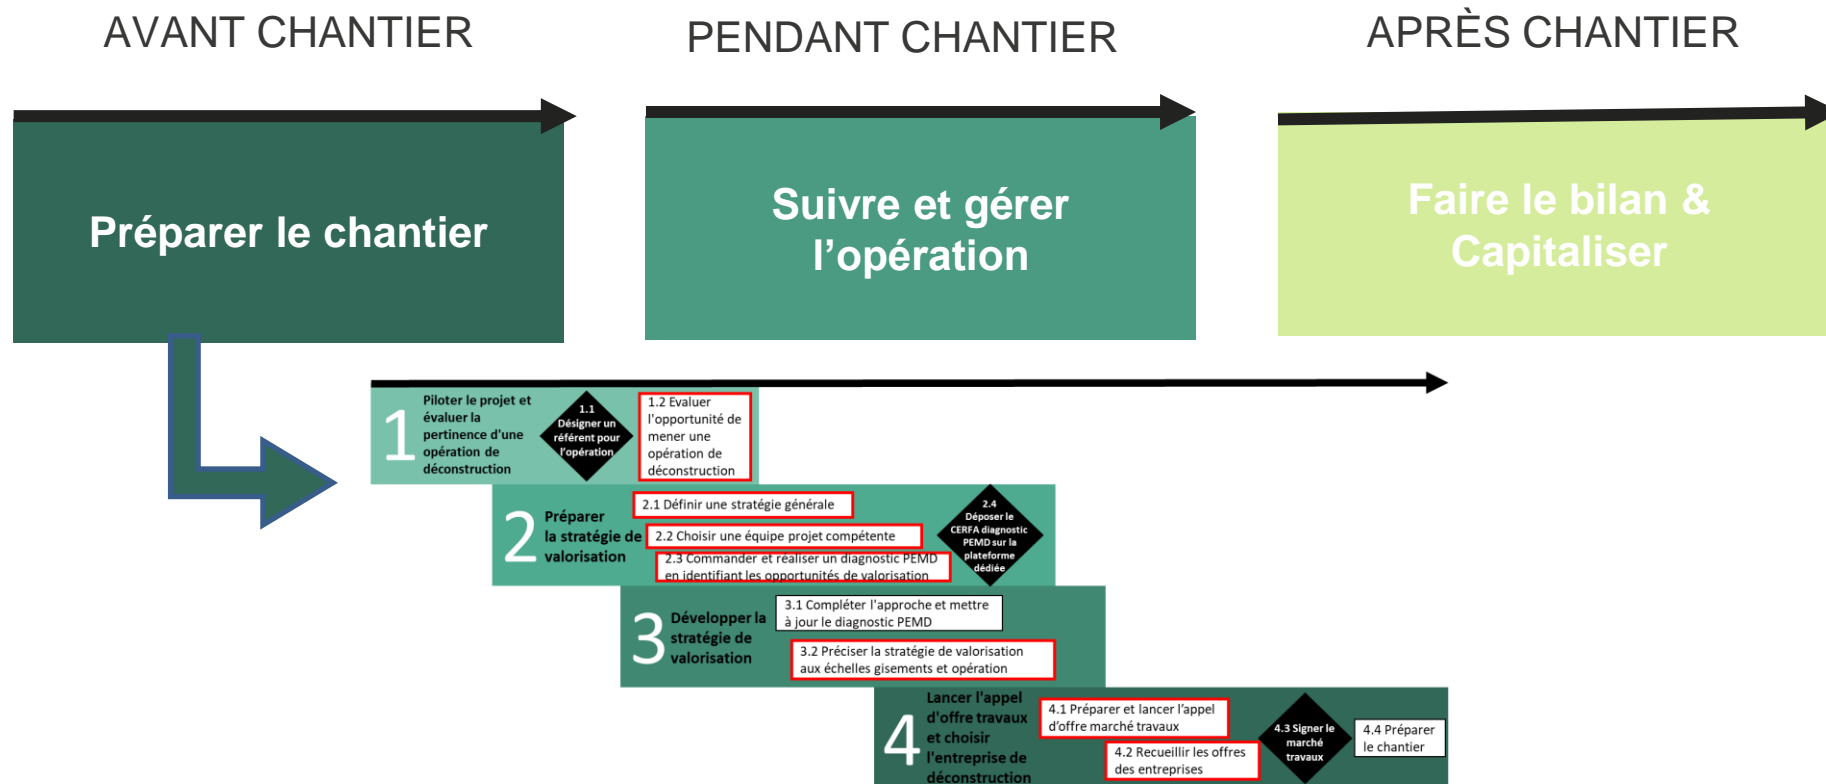 AVANT CHANTIER
PENDANT CHANTIER
APRÈS CHANTIER
Préparer le chantier
Suivre et gérer
l’opération
Faire le bilan &
Capitaliser
1
Piloter le projet et
évaluer la
pertinence d'une
opération de
déconstruction
1.1
Désigner un
référent pour
l’opération
1.2 Evaluer
l'opportunité de
mener une
opération de
déconstruction
2
Préparer
la stratégie de
valorisation
2.1 Définir une stratégie générale
2.2 Choisir une équipe projet compétente
2.3 Commander et réaliser un diagnostic PEMD
en identifiant les opportunités de valorisation
2.4
Déposer le
CERFA diagnostic
PEMD sur la
plateforme
dédiée
3
Développer la
stratégie de
valorisation
3.1 Compléter l'approche et mettre
à jour le diagnostic PEMD
3.2 Préciser la stratégie de valorisation
aux échelles gisements et opération
4
Lancer l'appel
d'offre travaux
et choisir
l'entreprise de
déconstruction
4.1 Préparer et lancer l’appel
d’offre marché travaux
4.2 Recueillir les offres
des entreprises
4.3 Signer le
marché
travaux
4.4 Préparer
le chantier